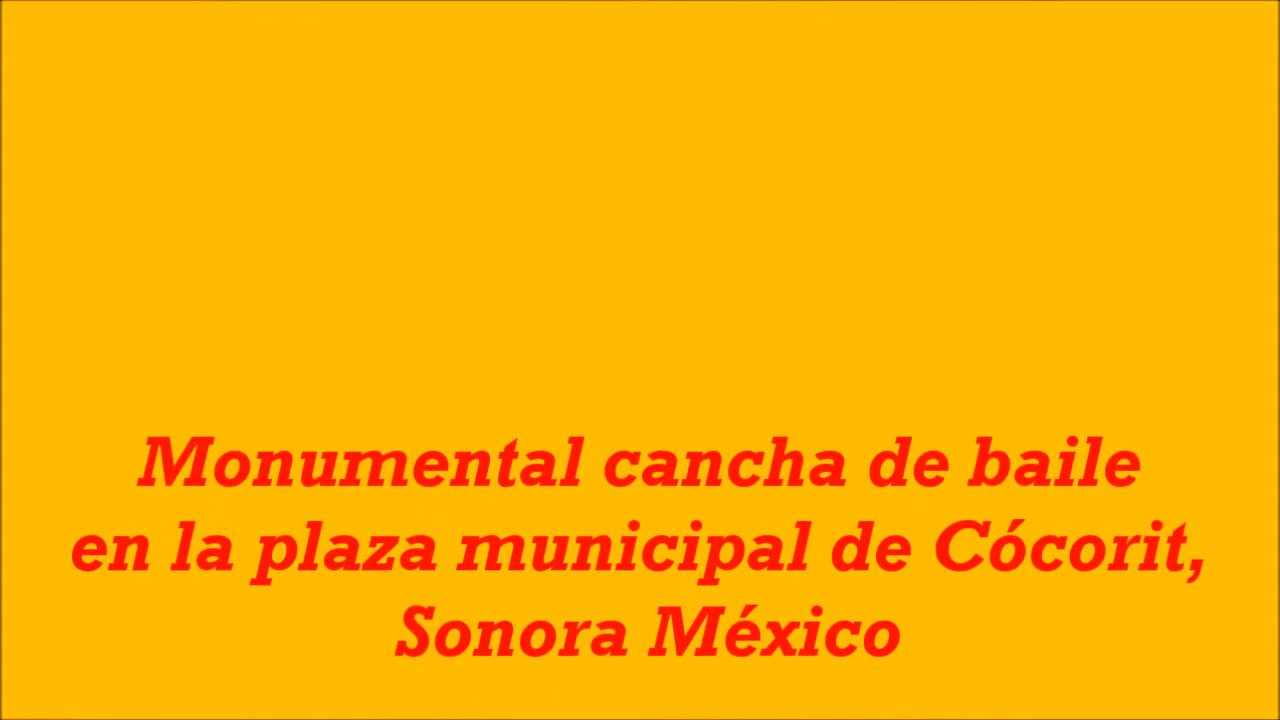 Monumental cancha de baile
en la plaza municipal de Cócorit,
Sonora México